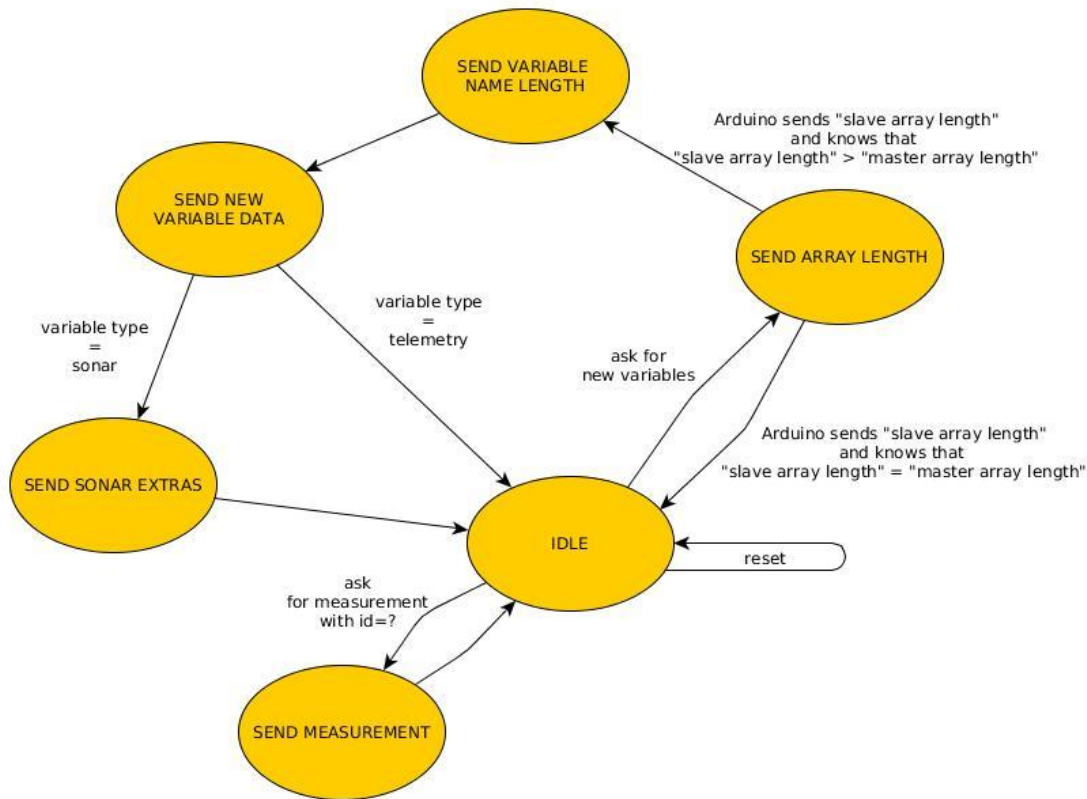 SEND VARIABLE
NAME LENGTH
Arduino sends "slave array length"
and knows that
"slave array length" > "master array length"
SEND NEW
VARIABLE DATA
SEND ARRAY LENGTH
variable type
=
telemetry
variable type
=
sonar
ask for
new variables
Arduino sends "slave array length"
and knows that
"slave array length" = "master array length"
SEND SONAR EXTRAS
IDLE
reset
ask
for measurement
with id=?
SEND MEASUREMENT